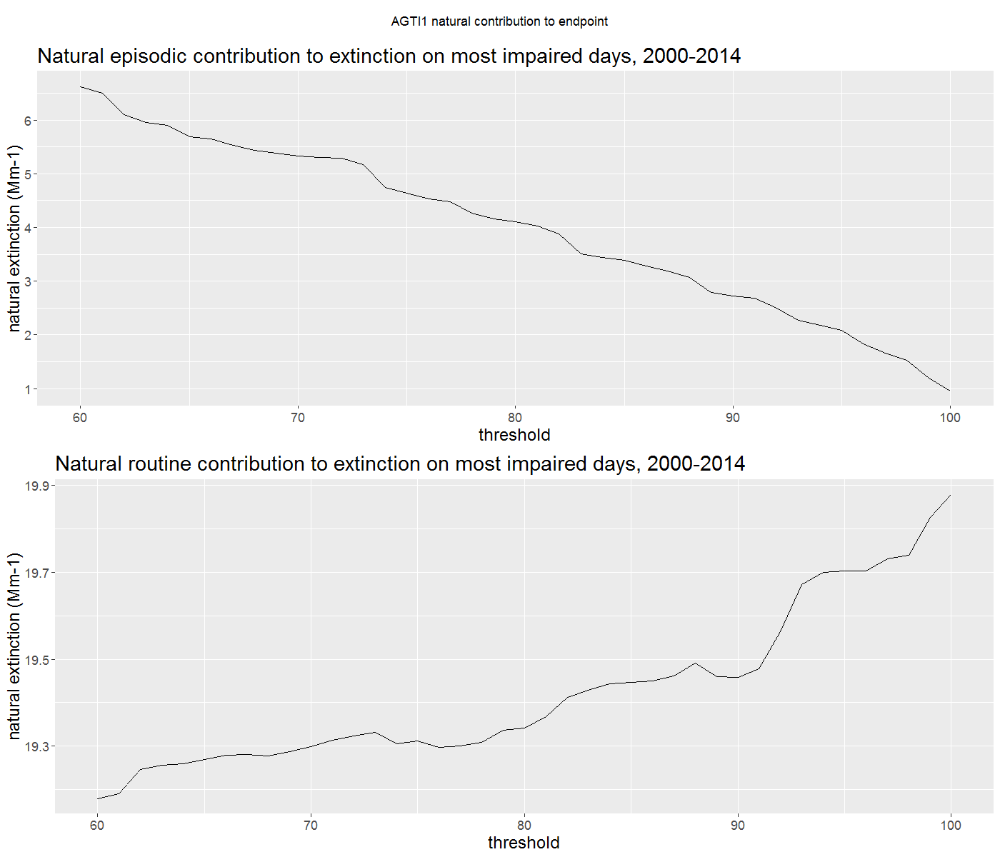 AGTI1 natural contribution to endpoint
Natural episodic contribution to extinction on most impaired days, 2000-2014
natural extinction (Mm-1)
6
5
4
3
2
1
60 70 80 90 100
threshold
Natural routine contribution to extinction on most impaired days, 2000-2014
natural extinction (Mm-1)
19.9
19.7
19.5
19.3
60 70 80 90 100
threshold